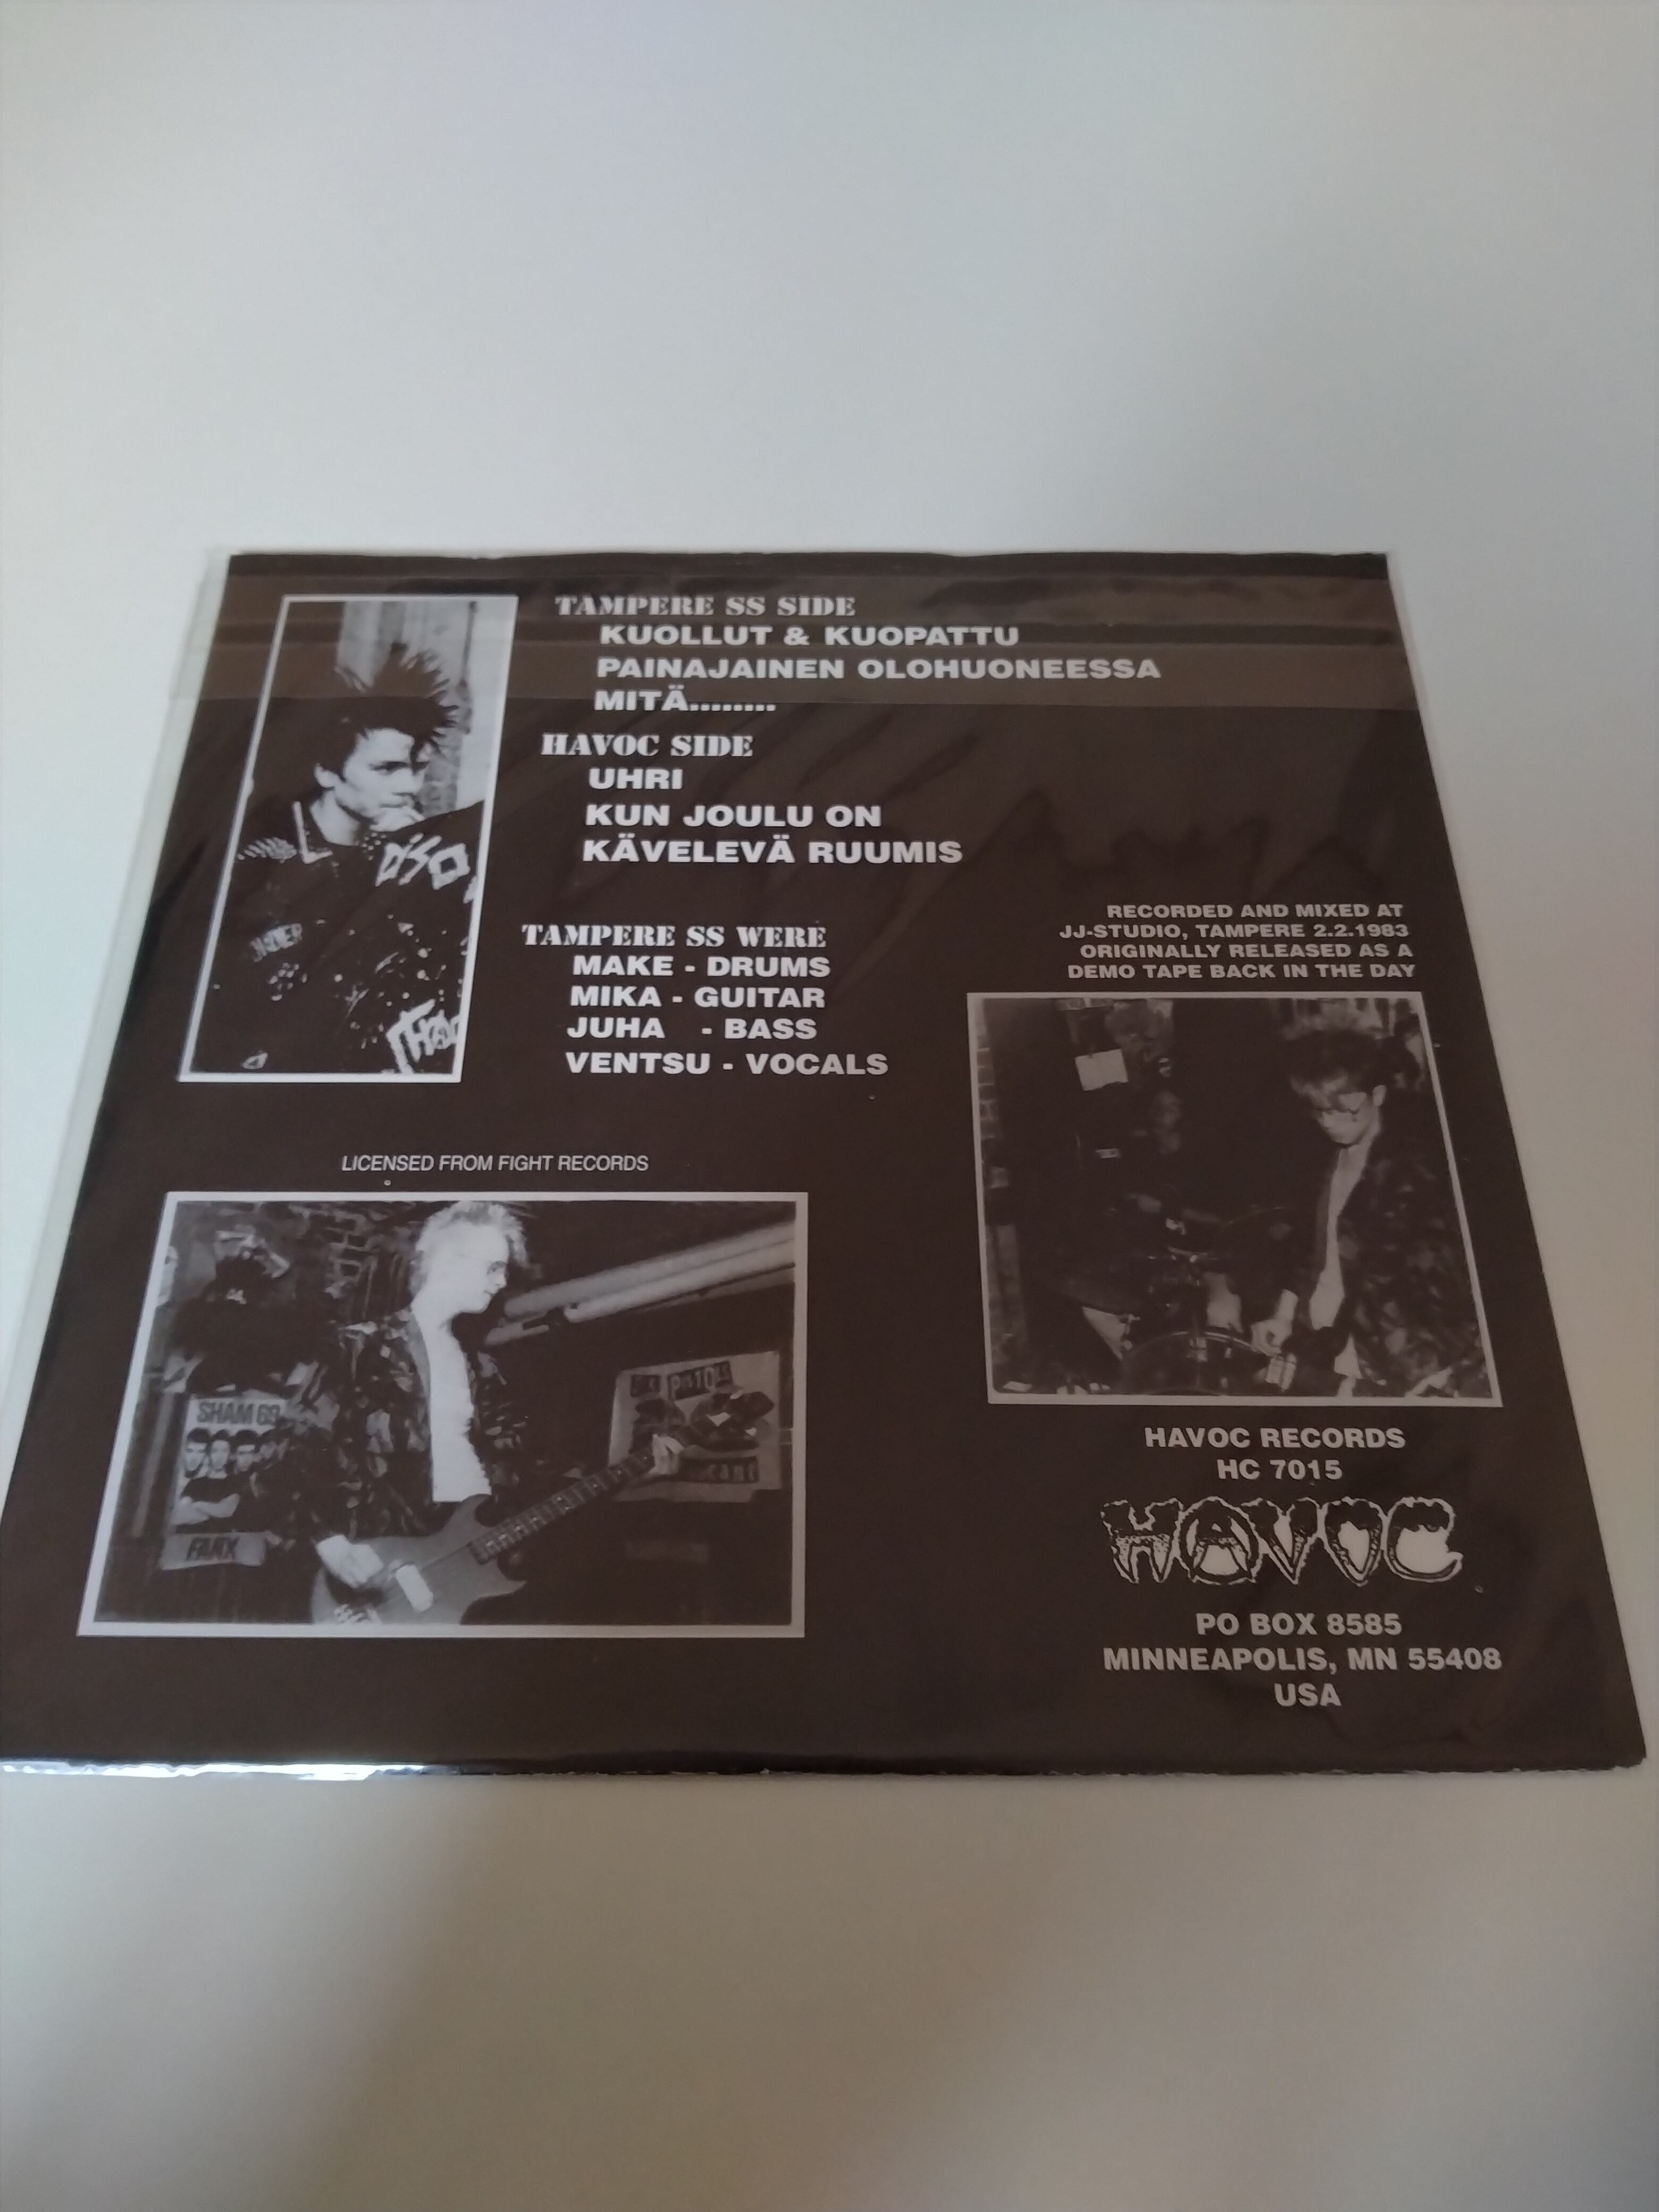 TAMPERE SS SIDE
KUOLLUT & KUOPATTU
PAINAJAINEN OLOHUONEESSA
MITÄ........
HAVOC SIDE
UHRI
KUN JOULU ON
KÄVELEVÄ RUUMIS
TAMPERE SS WERE
MAKE - DRUMS
MIKA - GUITAR
JUHA - BASS
VENTSU - VOCALS
RECORDED AND MIXED AT
JJ-STUDIO, TAMPERE 2.2.1983
ORIGINALLY RELEASED AS A
DEMO TAPE BACK IN THE DAY
LICENSED FROM FIGHT RECORDS
SHAM 69
PISTOLS
HAVOC RECORDS
HC 7015
HAVOC
PO BOX 8585
MINNEAPOLIS, MN 55408
USA